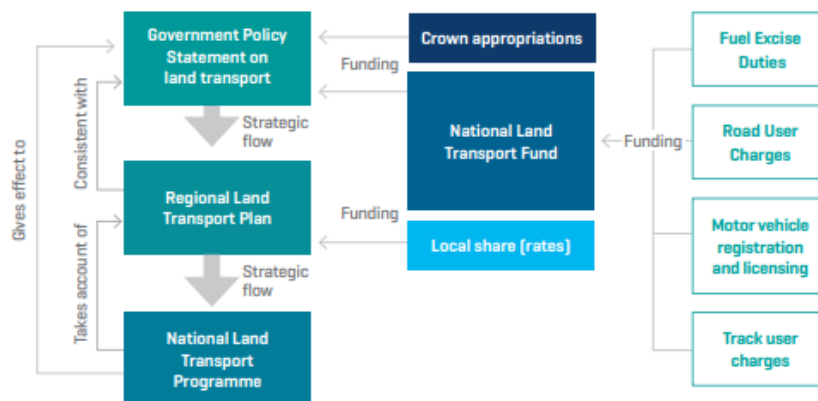 Government Policy
Statement on
land transport
Crown appropriations
Funding
Fuel Excise
Duties
Strategic
flow
Consistent with
Gives effect to
National Land
Transport Fund
Funding
Road User
Charges
Regional Land
Transport Plan
Funding
Local share (rates)
Motor vehicle
registration
and licensing
Strategic
flow
Takes account of
National Land
Transport
Programme
Track user
charges